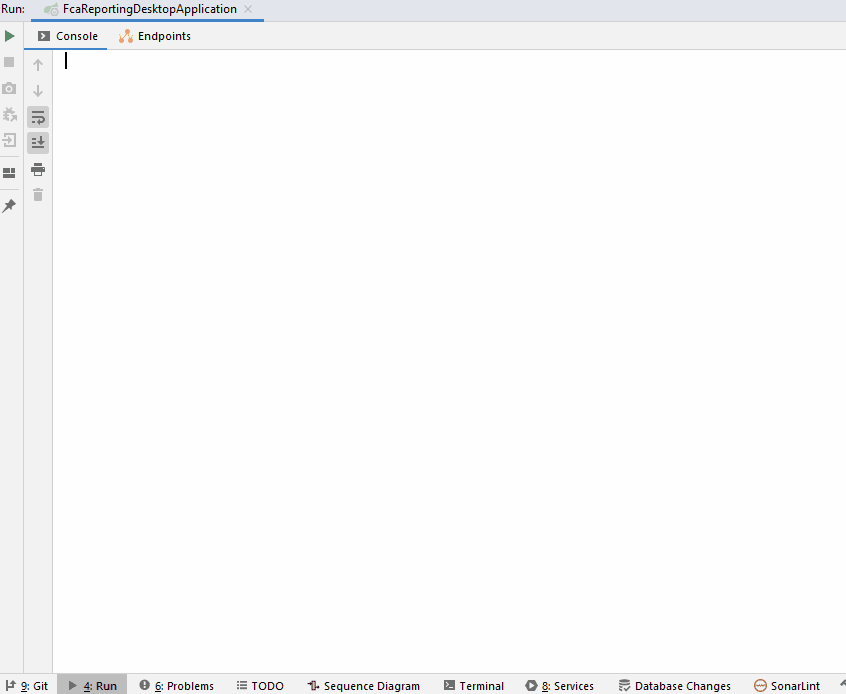 Run: FcaReportingDesktopApplication
Console Endpoints
9: Git 4: Run 6: Problems TODO Sequence Diagram Terminal 8: Services Database Changes SonarLint